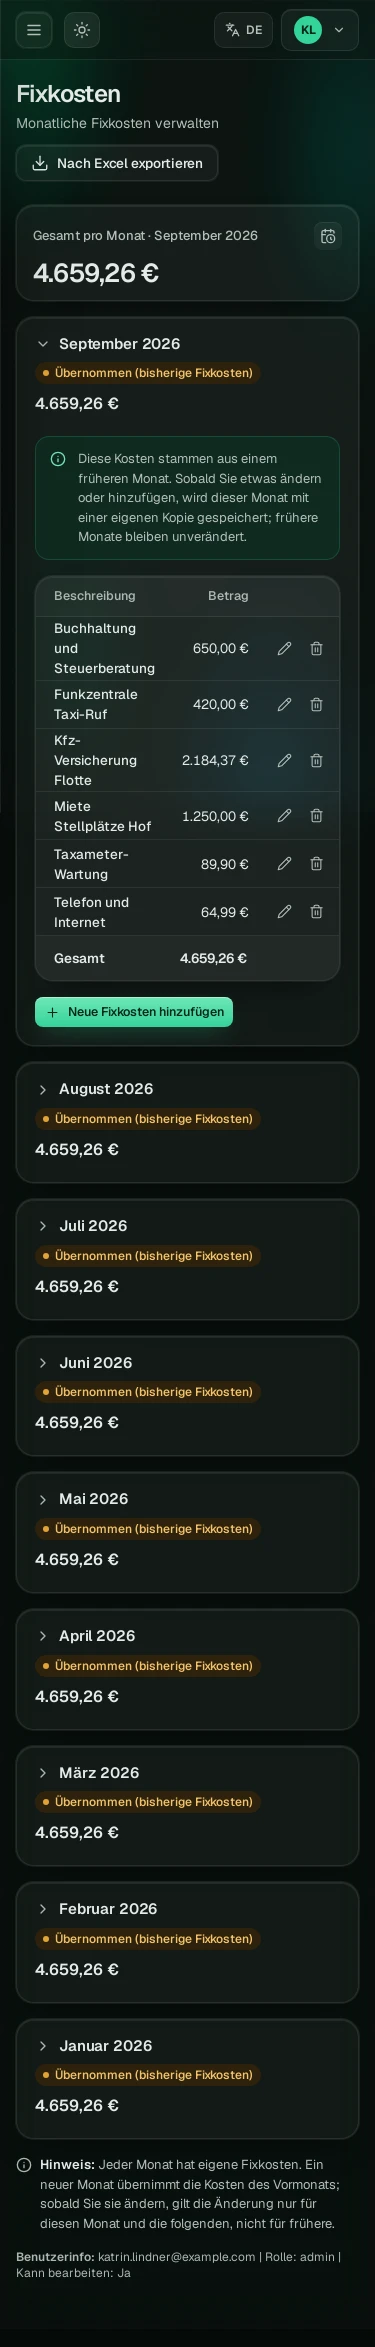 DE
KL
Fixkosten
Monatliche Fixkosten verwalten
Nach Excel exportieren
Gesamt pro Monat · September 2026
4.659,26 €
September 2026
Übernommen (bisherige Fixkosten)
4.659,26 €
Diese Kosten stammen aus einem
früheren Monat. Sobald Sie etwas ändern
oder hinzufügen, wird dieser Monat mit
einer eigenen Kopie gespeichert; frühere
Monate bleiben unverändert.
Beschreibung Betrag
Buchhaltung
und
Steuerberatung
650,00 €
Funkzentrale
Taxi-Ruf
420,00 €
Kfz-
Versicherung
Flotte
2.184,37 €
Miete
Stellplätze Hof
1.250,00 €
Taxameter-
Wartung
89,90 €
Telefon und
Internet
64,99 €
Gesamt 4.659,26 €
Neue Fixkosten hinzufügen
August 2026
Übernommen (bisherige Fixkosten)
4.659,26 €
Juli 2026
Übernommen (bisherige Fixkosten)
4.659,26 €
Juni 2026
Übernommen (bisherige Fixkosten)
4.659,26 €
Mai 2026
Übernommen (bisherige Fixkosten)
4.659,26 €
April 2026
Übernommen (bisherige Fixkosten)
4.659,26 €
März 2026
Übernommen (bisherige Fixkosten)
4.659,26 €
Februar 2026
Übernommen (bisherige Fixkosten)
4.659,26 €
Januar 2026
Übernommen (bisherige Fixkosten)
4.659,26 €
Hinweis: Jeder Monat hat eigene Fixkosten. Ein
neuer Monat übernimmt die Kosten des Vormonats;
sobald Sie sie ändern, gilt die Änderung nur für
diesen Monat und die folgenden, nicht für frühere.
Benutzerinfo: katrin.lindner@example.com | Rolle: admin |
Kann bearbeiten: Ja